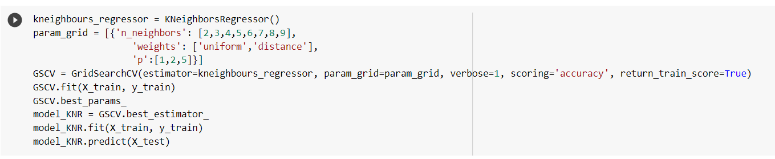 kneighbours_regressor = KNeighborsRegressor()
param_grid = [{'n_neighbors': [2,3,4,5,6,7,8,9],
'weights': ['uniform','distance'],
'p':[1,2,5]}]
GSCV = GridSearchCV(estimator=kneighbours_regressor, param_grid=param_grid, verbose=1, scoring='accuracy', return_train_score=True)
GSCV.fit(X_train, y_train)
GSCV.best_params_
model_KNR = GSCV.best_estimator_
model_KNR.fit(X_train, y_train)
model_KNR.predict(X_test)